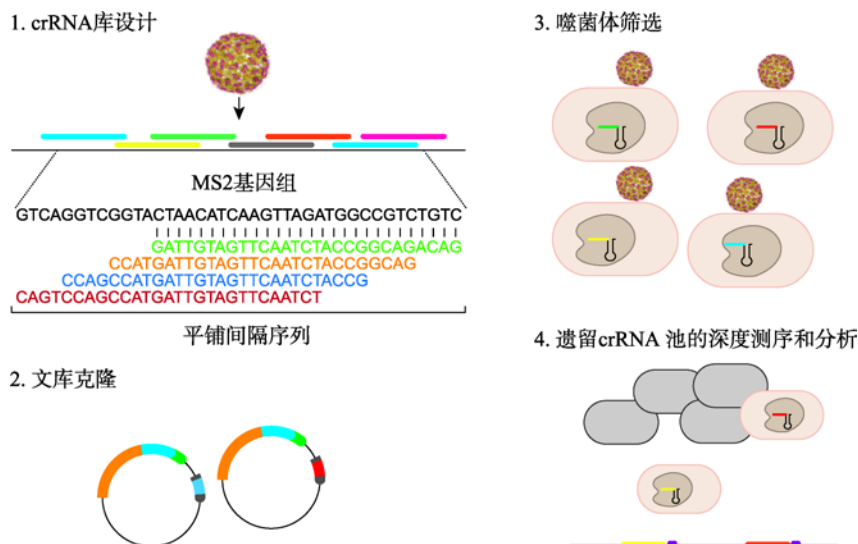 1. crRNA库设计
MS2基因组
GTCAGGTCGGTACTAACATCAAGTTAGATGGCCGTCTGTC
GATTGTAGTTCAATCTACCGGCAGACAG
CCATGATTGTAGTTCAATCTACCGGCAG
CCAGCCATGATTGTAGTTCAATCTACCG
CAGTCCAGCCATGATTGTAGTTCAATCT
平铺间隔序列
2. 文库克隆
3. 噬菌体筛选
4. 遗留crRNA 池的深度测序和分析